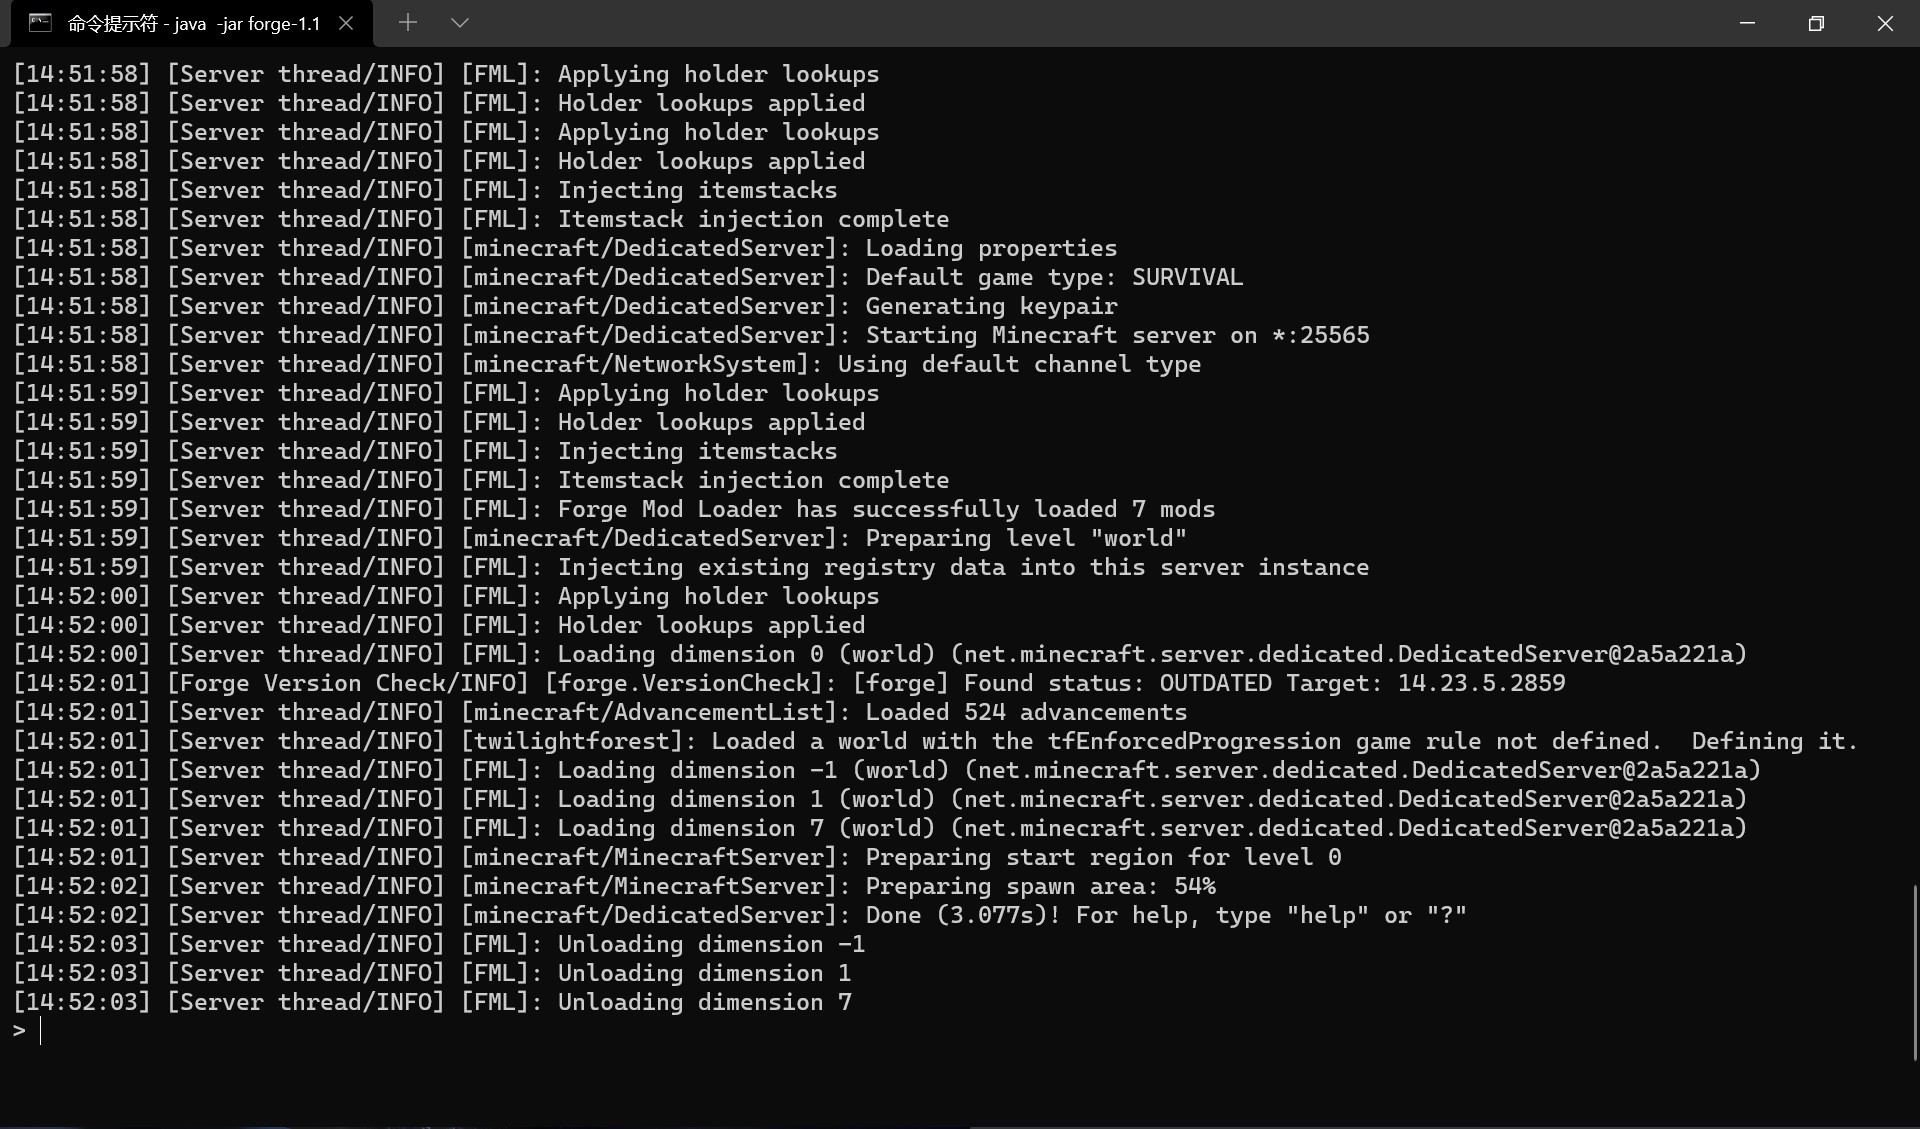 命令提示符 - java  -jar forge-1.1
[14:51:58] [Server thread/INFO] [FML]: Applying holder lookups
[14:51:58] [Server thread/INFO] [FML]: Holder lookups applied
[14:51:58] [Server thread/INFO] [FML]: Applying holder lookups
[14:51:58] [Server thread/INFO] [FML]: Holder lookups applied
[14:51:58] [Server thread/INFO] [FML]: Injecting itemstacks
[14:51:58] [Server thread/INFO] [FML]: Itemstack injection complete
[14:51:58] [Server thread/INFO] [minecraft/DedicatedServer]: Loading properties
[14:51:58] [Server thread/INFO] [minecraft/DedicatedServer]: Default game type: SURVIVAL
[14:51:58] [Server thread/INFO] [minecraft/DedicatedServer]: Generating keypair
[14:51:58] [Server thread/INFO] [minecraft/DedicatedServer]: Starting Minecraft server on *:25565
[14:51:58] [Server thread/INFO] [minecraft/NetworkSystem]: Using default channel type
[14:51:59] [Server thread/INFO] [FML]: Applying holder lookups
[14:51:59] [Server thread/INFO] [FML]: Holder lookups applied
[14:51:59] [Server thread/INFO] [FML]: Injecting itemstacks
[14:51:59] [Server thread/INFO] [FML]: Itemstack injection complete
[14:51:59] [Server thread/INFO] [FML]: Forge Mod Loader has successfully loaded 7 mods
[14:51:59] [Server thread/INFO] [minecraft/DedicatedServer]: Preparing level "world"
[14:51:59] [Server thread/INFO] [FML]: Injecting existing registry data into this server instance
[14:52:00] [Server thread/INFO] [FML]: Applying holder lookups
[14:52:00] [Server thread/INFO] [FML]: Holder lookups applied
[14:52:00] [Server thread/INFO] [FML]: Loading dimension 0 (world) (net.minecraft.server.dedicated.DedicatedServer@2a5a221a)
[14:52:01] [Forge Version Check/INFO] [forge.VersionCheck]: [forge] Found status: OUTDATED Target: 14.23.5.2859
[14:52:01] [Server thread/INFO] [minecraft/AdvancementList]: Loaded 524 advancements
[14:52:01] [Server thread/INFO] [twilightforest]: Loaded a world with the tfEnforcedProgression game rule not defined.  Defining it.
[14:52:01] [Server thread/INFO] [FML]: Loading dimension -1 (world) (net.minecraft.server.dedicated.DedicatedServer@2a5a221a)
[14:52:01] [Server thread/INFO] [FML]: Loading dimension 1 (world) (net.minecraft.server.dedicated.DedicatedServer@2a5a221a)
[14:52:01] [Server thread/INFO] [FML]: Loading dimension 7 (world) (net.minecraft.server.dedicated.DedicatedServer@2a5a221a)
[14:52:01] [Server thread/INFO] [minecraft/MinecraftServer]: Preparing start region for level 0
[14:52:02] [Server thread/INFO] [minecraft/MinecraftServer]: Preparing spawn area: 54%
[14:52:02] [Server thread/INFO] [minecraft/DedicatedServer]: Done (3.077s)! For help, type "help" or "?"
[14:52:03] [Server thread/INFO] [FML]: Unloading dimension -1
[14:52:03] [Server thread/INFO] [FML]: Unloading dimension 1
[14:52:03] [Server thread/INFO] [FML]: Unloading dimension 7
>